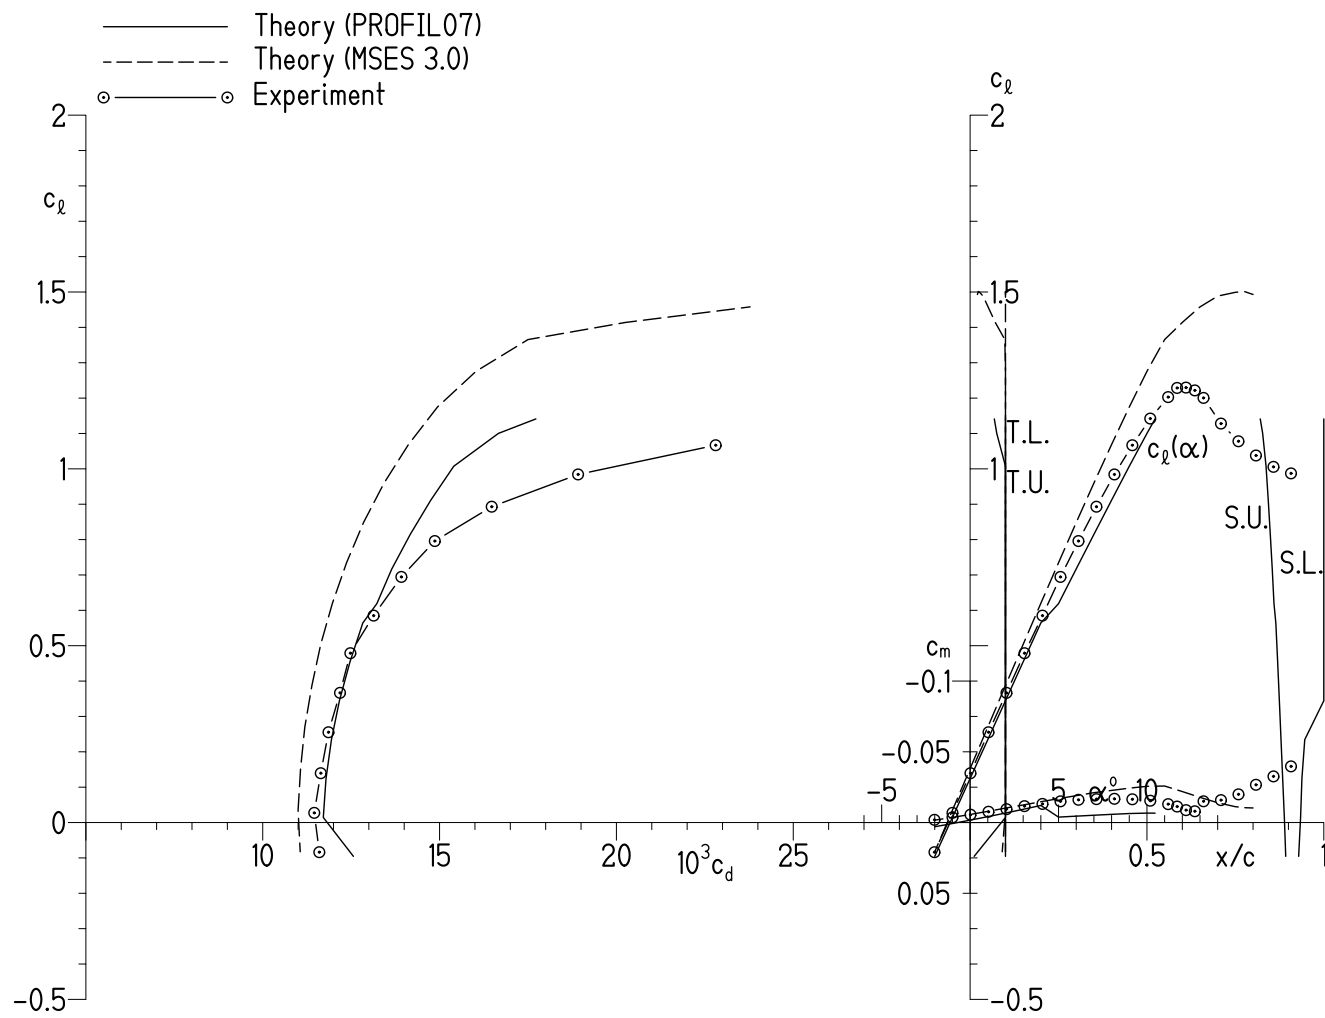 Theory (PROFIL07)
Theory (MSES 3.0)
Experiment
cℓ
2
2
cℓ
1.5
1.5
T.L.
cℓ(α)
1
1
T.U.
S.U.
S.L.
0.5
cm
-0.1
-0.05
-5
5
α°
10
0
10
15
10³cd
25
0.5
x/c
1
0.05
-0.5
-0.5